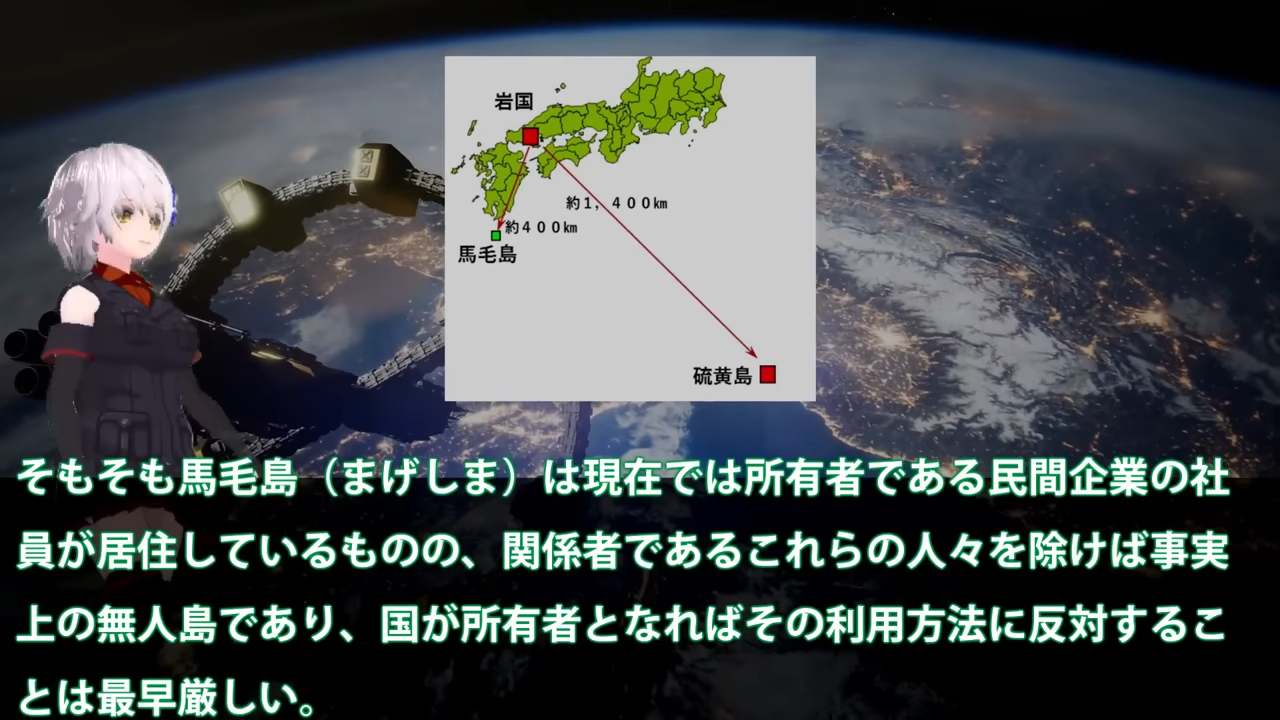 岩国
約１，４００㎞
約４００㎞
馬毛島
硫黄島
そもそも馬毛島（まげしま）は現在では所有者である民間企業の社
員が居住しているものの、関係者であるこれらの人々を除けば事実
上の無人島であり、国が所有者となればその利用方法に反対するこ
とは最早厳しい。